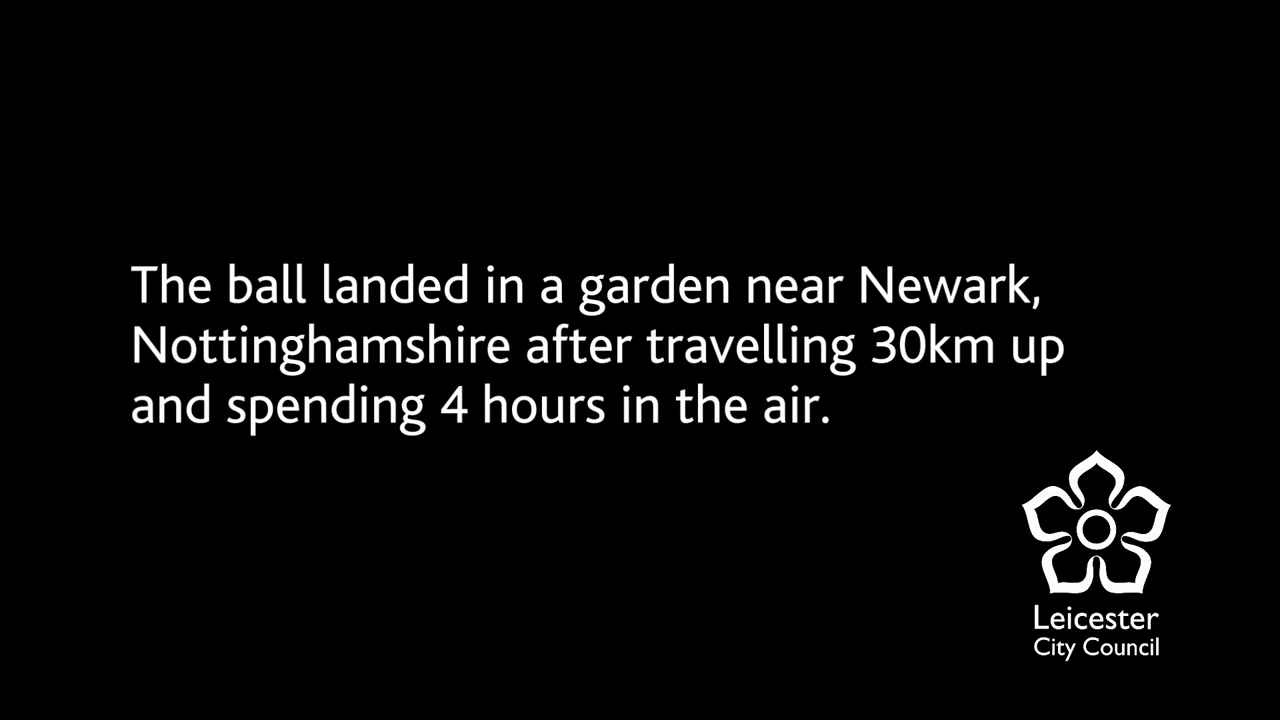 The ball landed in a garden near Newark,
Nottinghamshire after travelling 30km up
and spending 4 hours in the air.
Leicester
City Council